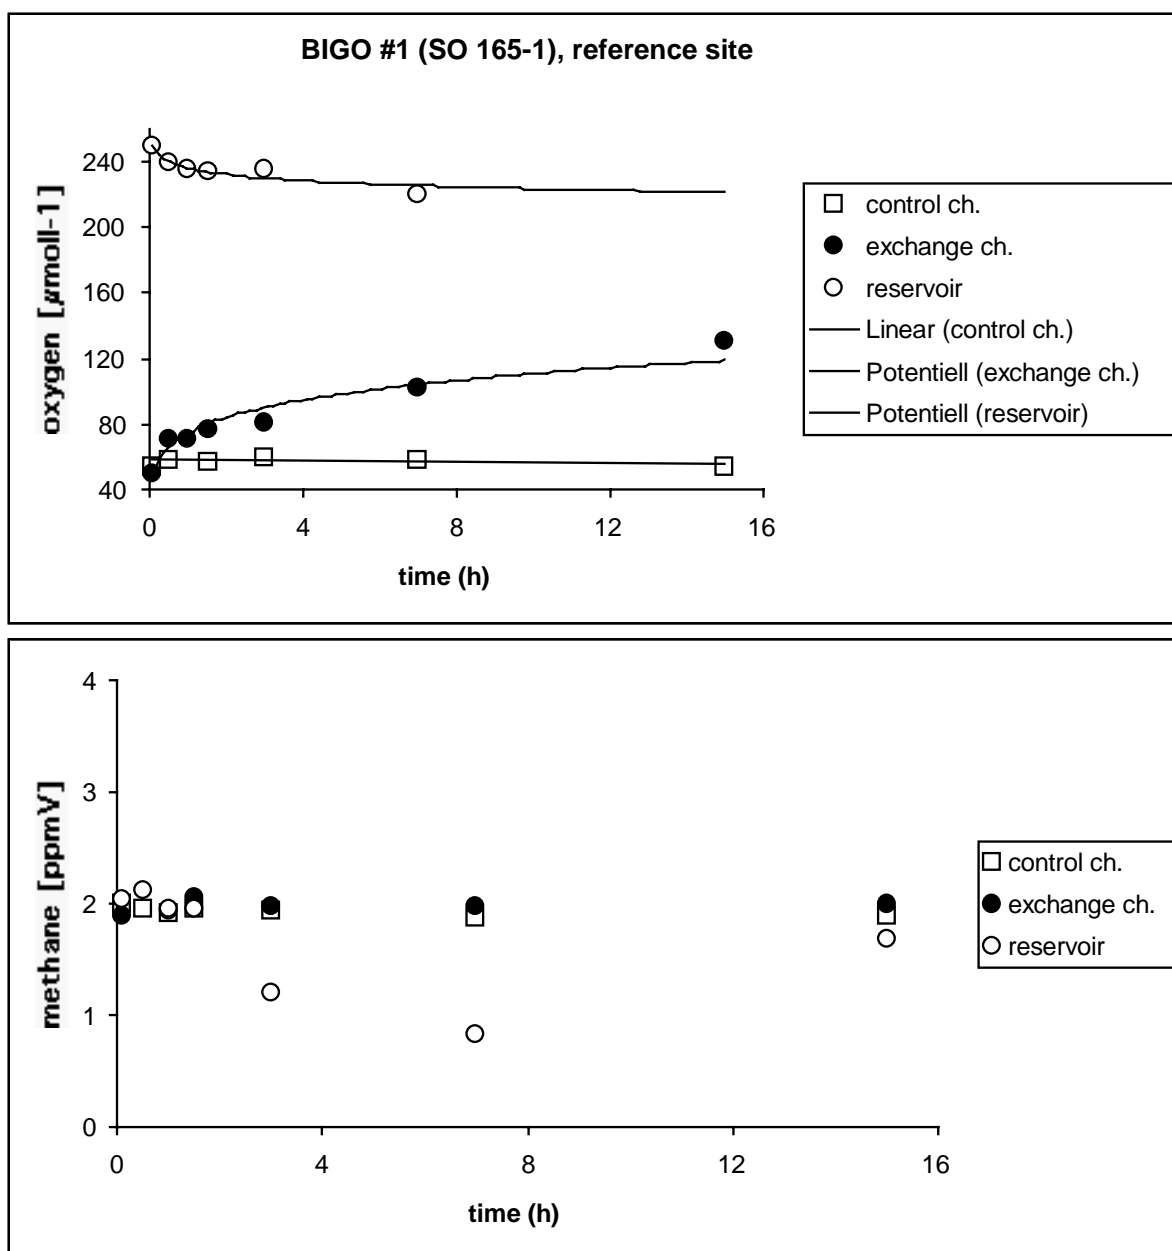 BIGO #1 (SO 165-1), reference site
oxygen [µmoll-1]
240
200
160
120
80
40
0 4 8 12 16
time (h)
control ch.
exchange ch.
reservoir
Linear (control ch.)
Potentiell (exchange ch.)
Potentiell (reservoir)
methane [ppmV]
4
3
2
1
0
0 4 8 12 16
time (h)
control ch.
exchange ch.
reservoir